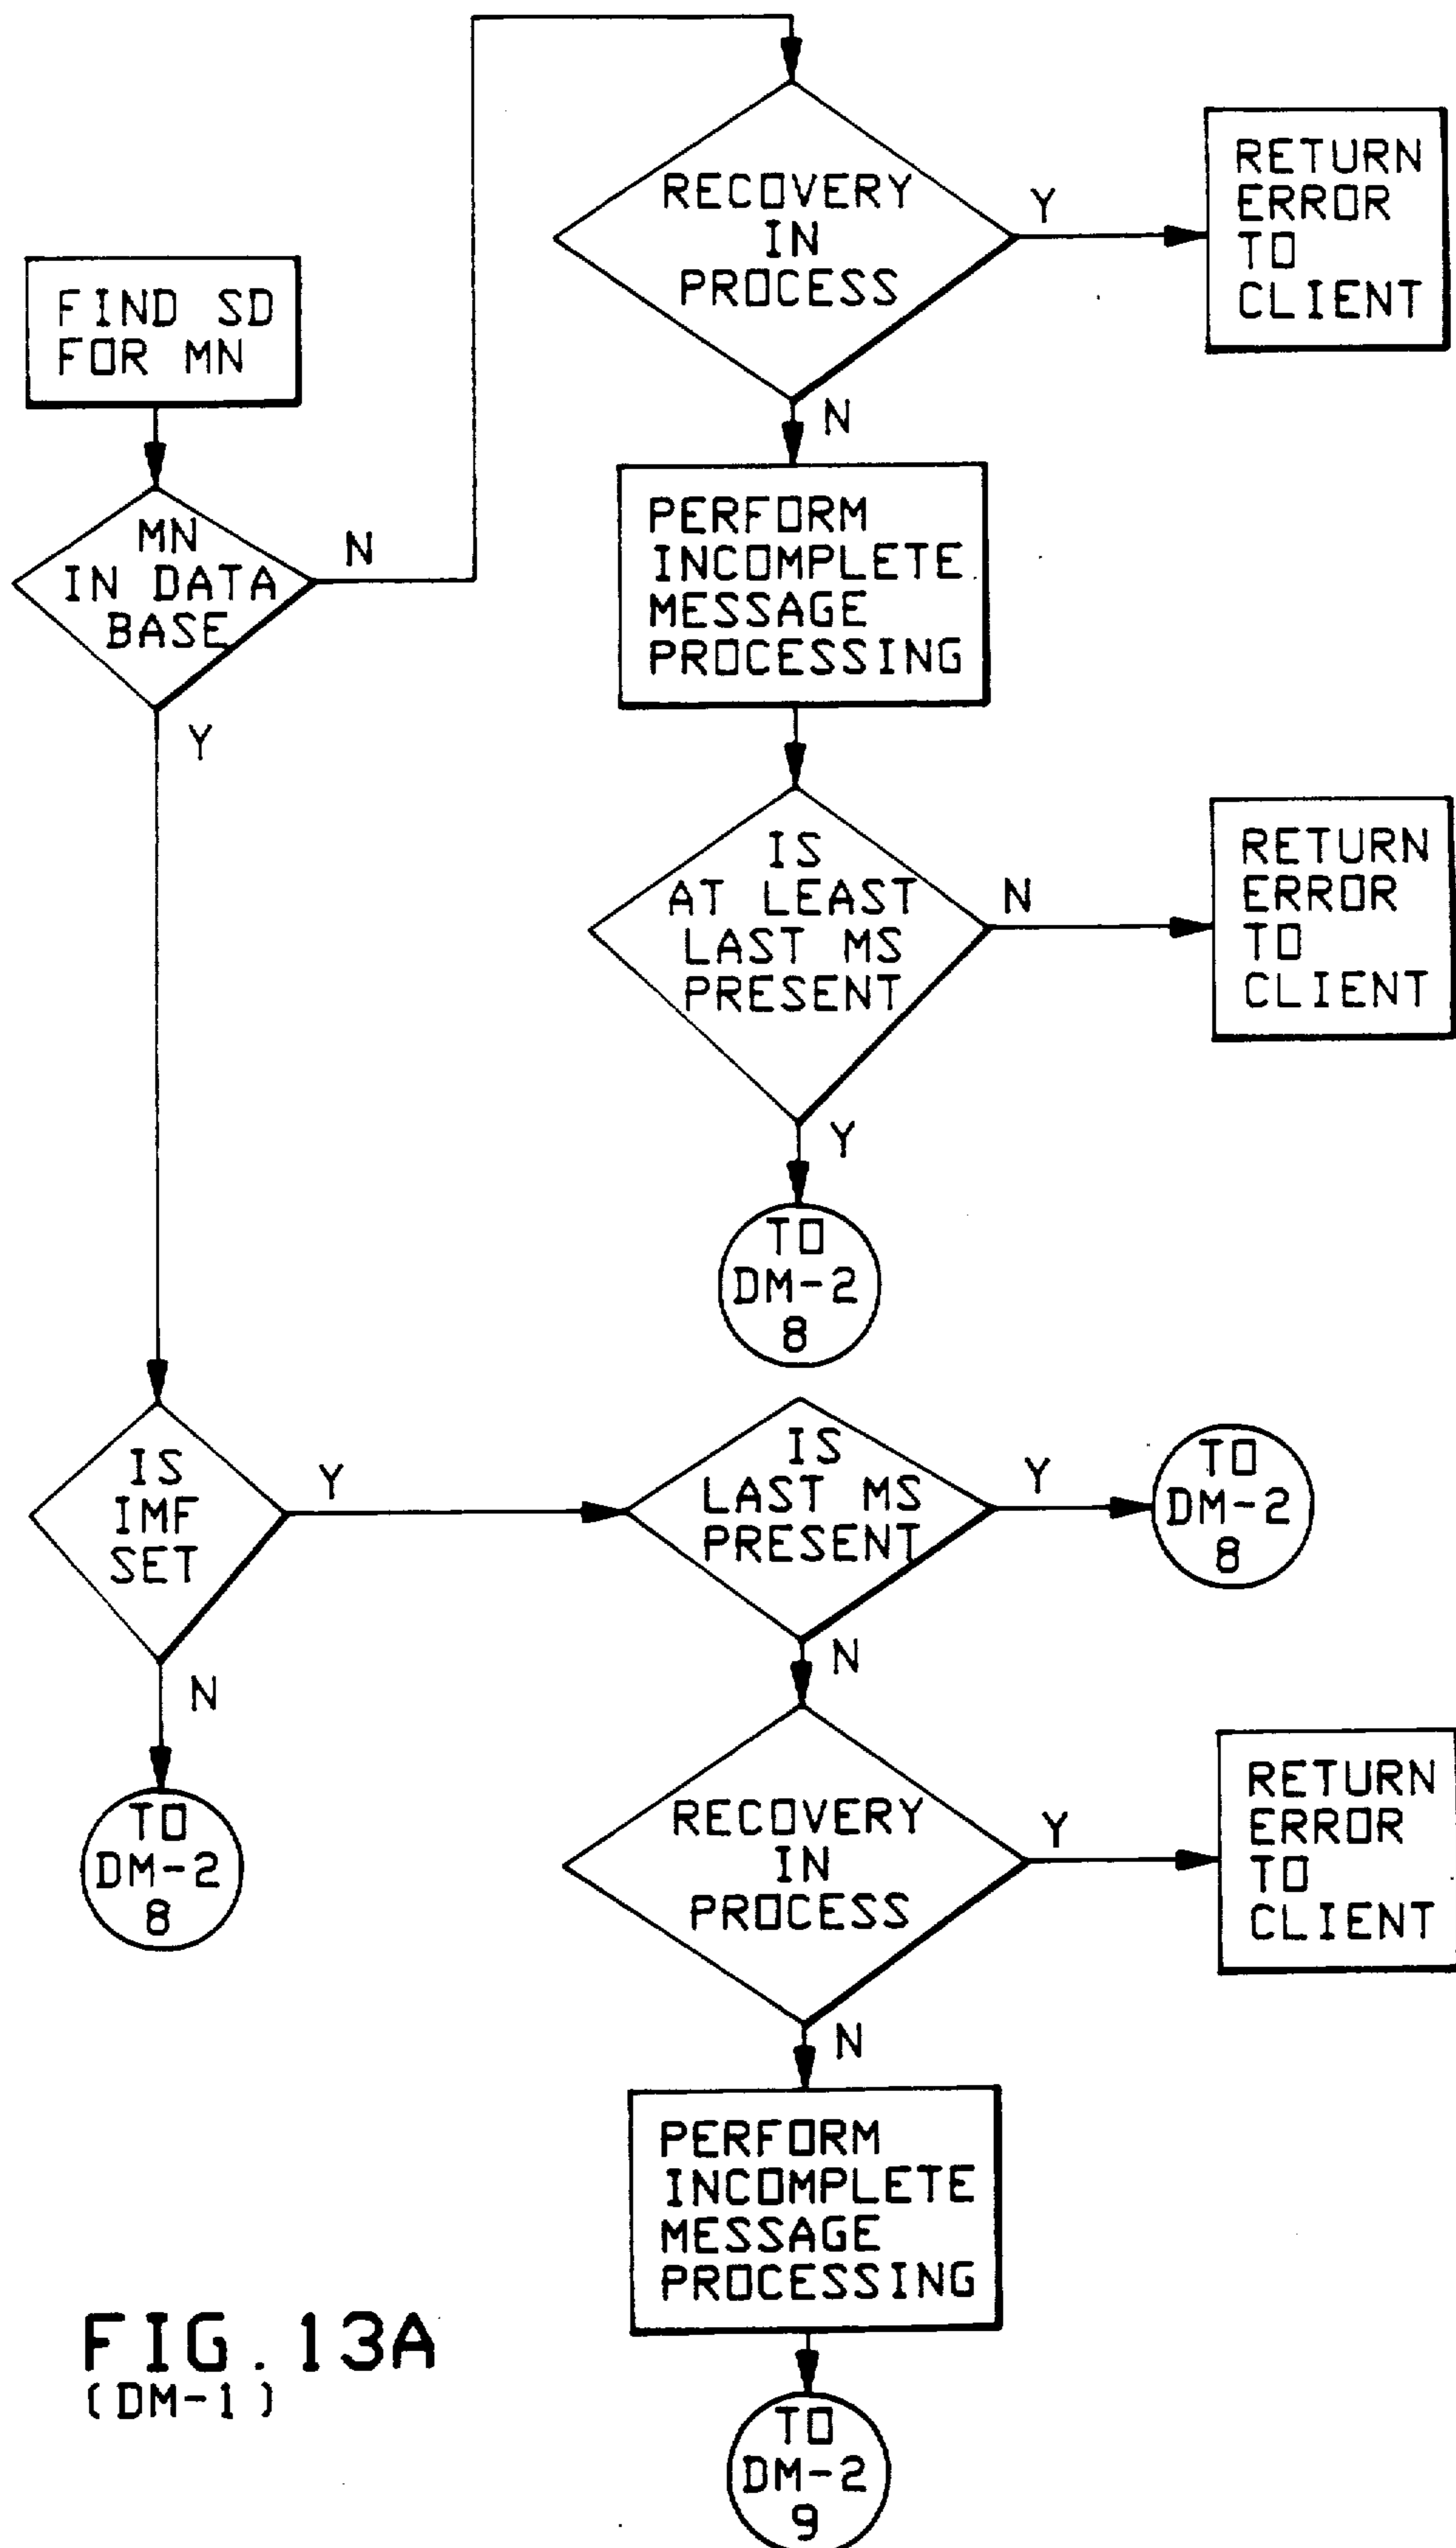 FIND SD
FOR MN
MN
IN DATA
BASE
N
Y
RECOVERY
IN
PROCESS
Y
RETURN
ERROR
TO
CLIENT
N
PERFORM
INCOMPLETE
MESSAGE
PROCESSING
IS
AT LEAST
LAST MS
PRESENT
N
RETURN
ERROR
TO
CLIENT
Y
TO
DM-2
8
IS
IMF
SET
Y
IS
LAST MS
PRESENT
Y
TO
DM-2
8
N
TO
DM-2
8
N
RECOVERY
IN
PROCESS
Y
RETURN
ERROR
TO
CLIENT
N
PERFORM
INCOMPLETE
MESSAGE
PROCESSING
TO
DM-2
9
FIG. 13A
(DM-1)